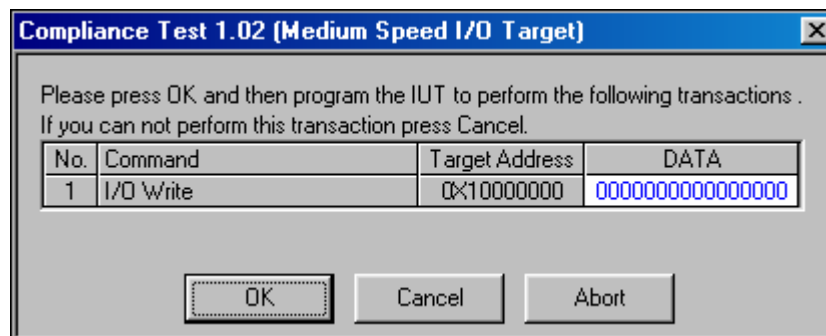 Compliance Test 1.02 (Medium Speed I/O Target)
Please press OK and then program the IUT to perform the following transactions .
If you can not perform this transaction press Cancel.
No. Command Target Address DATA
1 I/O Write 0X10000000 0000000000000000
OK Cancel Abort